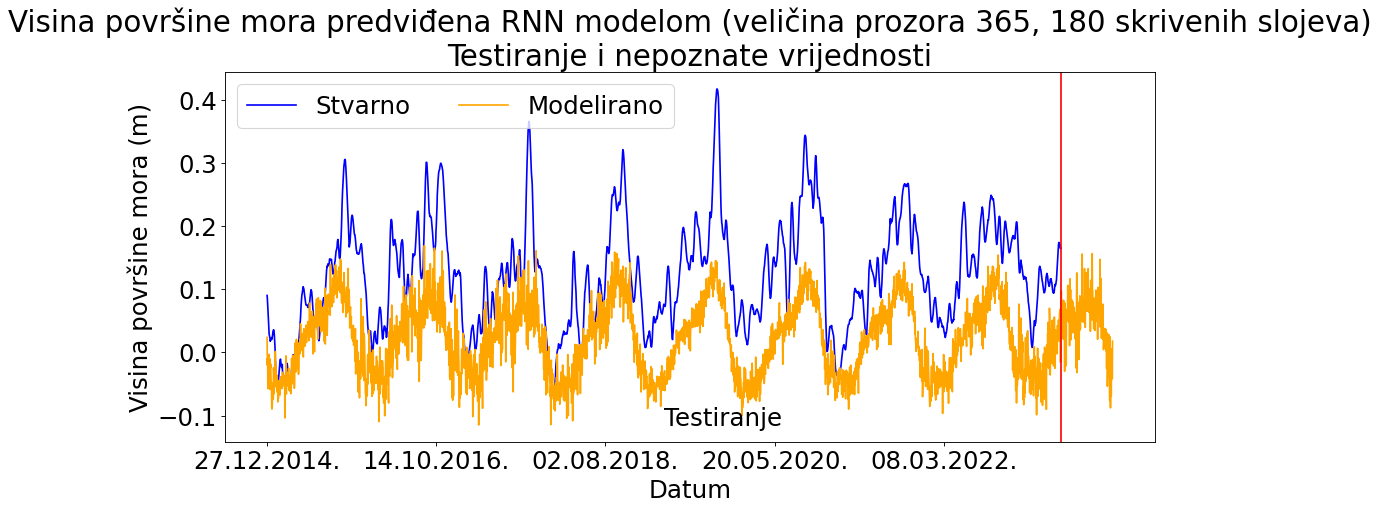 Visina površine mora predviđena RNN modelom (veličina prozora 365, 180 skrivenih slojeva)
Testiranje i nepoznate vrijednosti
Stvarno Modelirano
Visina površine mora (m)
0.4
0.3
0.2
0.1
0.0
−0.1
Testiranje
27.12.2014. 14.10.2016. 02.08.2018. 20.05.2020. 08.03.2022.
Datum